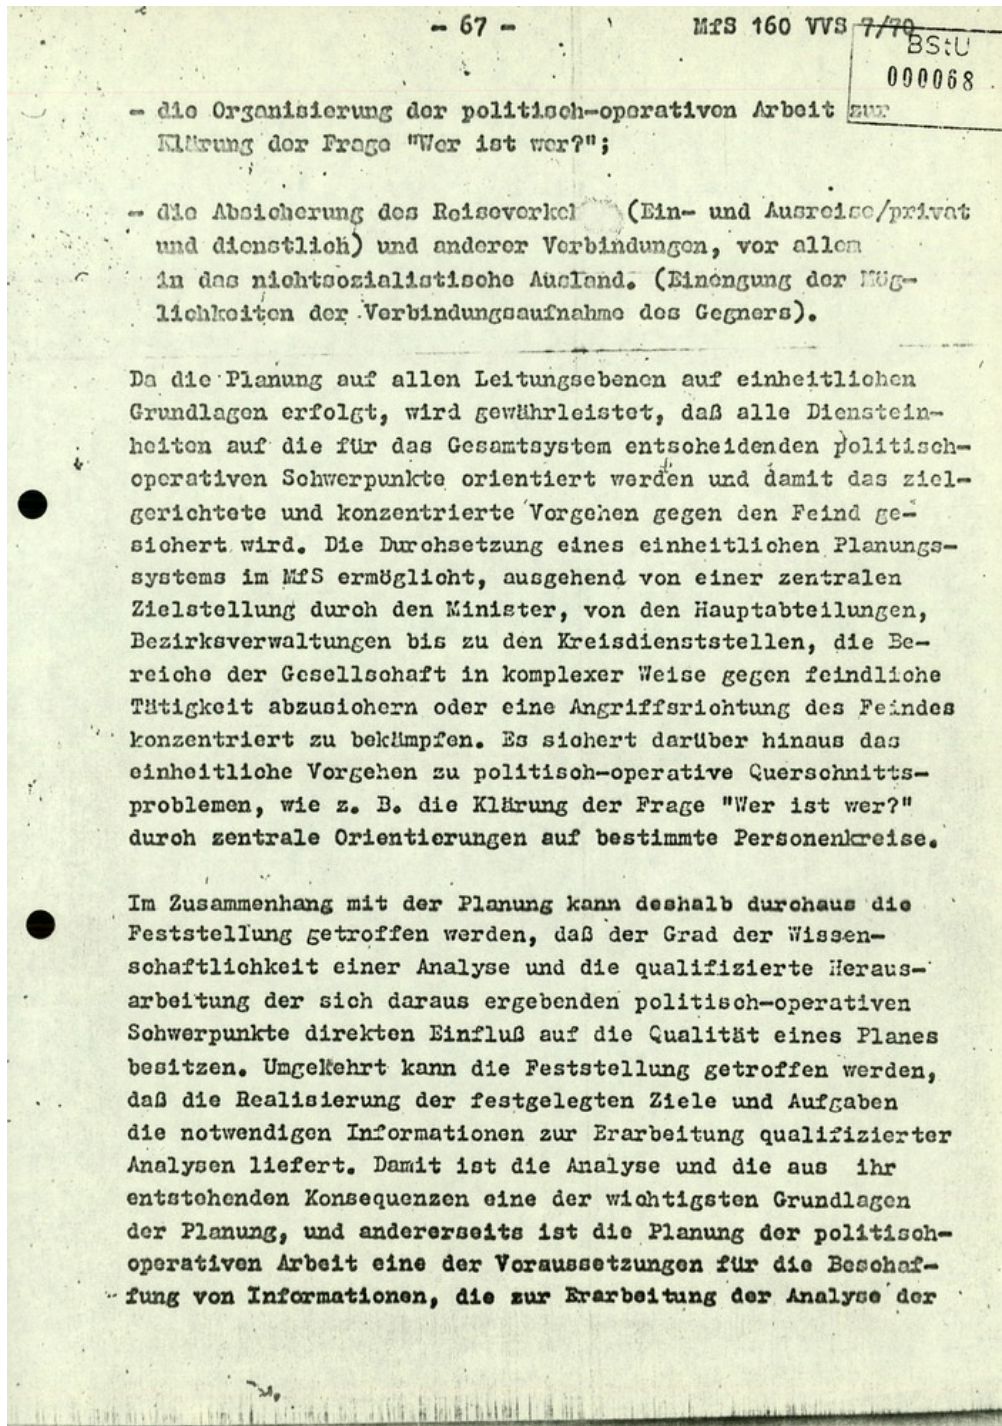 - 67 -
MfS 160 VVS 7/70
BStU
000068
- die Organisierung der politisch-operativen Arbeit zur
Klärung der Frage "Wer ist wer?";
- die Absicherung des Reiseverkeh (Ein- und Ausreise/privat
und dienstlich) und anderer Verbindungen, vor allem
in das nichtsozialistische Ausland. (Einengung der Mög-
lichkeiten der Verbindungsaufnahme des Gegners).
Da die Planung auf allen Leitungsebenen auf einheitlichen
Grundlagen erfolgt, wird gewährleistet, daß alle Dienstein-
heiten auf die für das Gesamtsystem entscheidenden politisch-
operativen Schwerpunkte orientiert werden und damit das ziel-
gerichtete und konzentrierte Vorgehen gegen den Feind ge-
sichert wird. Die Durchsetzung eines einheitlichen Planungs-
systems im MfS ermöglicht, ausgehend von einer zentralen
Zielstellung durch den Minister, von den Hauptabteilungen,
Bezirksverwaltungen bis zu den Kreisdienststellen, die Be-
reiche der Gesellschaft in komplexer Weise gegen feindliche
Tätigkeit abzusichern oder eine Angriffsrichtung des Feindes
konzentriert zu bekämpfen. Es sichert darüber hinaus das
einheitliche Vorgehen zu politisch-operative Querschnitts-
problemen, wie z. B. die Klärung der Frage "Wer ist wer?"
durch zentrale Orientierungen auf bestimmte Personenkreise.
Im Zusammenhang mit der Planung kann deshalb durchaus die
Feststellung getroffen werden, daß der Grad der Wissen-
schaftlichkeit einer Analyse und die qualifizierte Heraus-
arbeitung der sich daraus ergebenden politisch-operativen
Schwerpunkte direkten Einfluß auf die Qualität eines Planes
besitzen. Umgekehrt kann die Feststellung getroffen werden,
daß die Realisierung der festgelegten Ziele und Aufgaben
die notwendigen Informationen zur Erarbeitung qualifizierter
Analysen liefert. Damit ist die Analyse und die aus ihr
entstehenden Konsequenzen eine der wichtigsten Grundlagen
der Planung, und andererseits ist die Planung der politisch-
operativen Arbeit eine der Voraussetzungen für die Beschaf-
fung von Informationen, die zur Erarbeitung der Analyse der